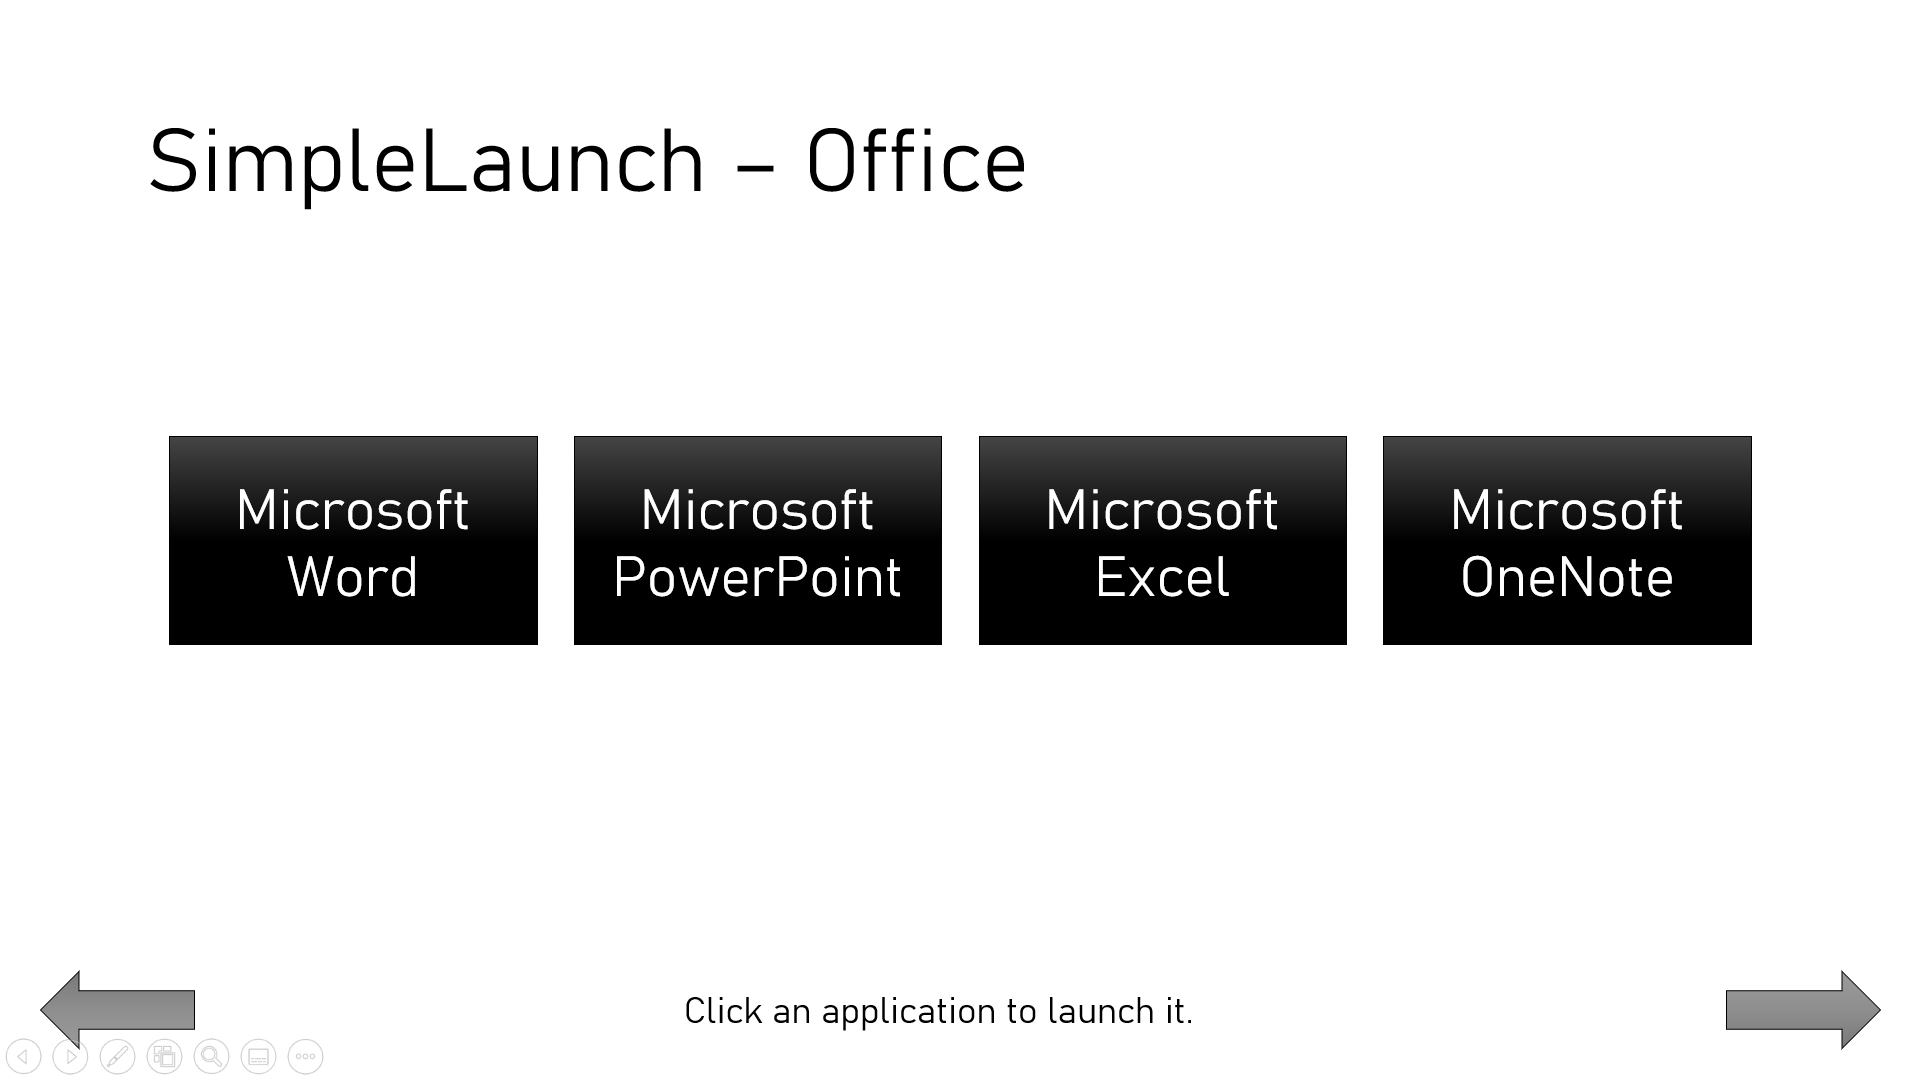 SimpleLaunch – Office
Microsoft
Word
Microsoft
PowerPoint
Microsoft
Excel
Microsoft
OneNote
Click an application to launch it.